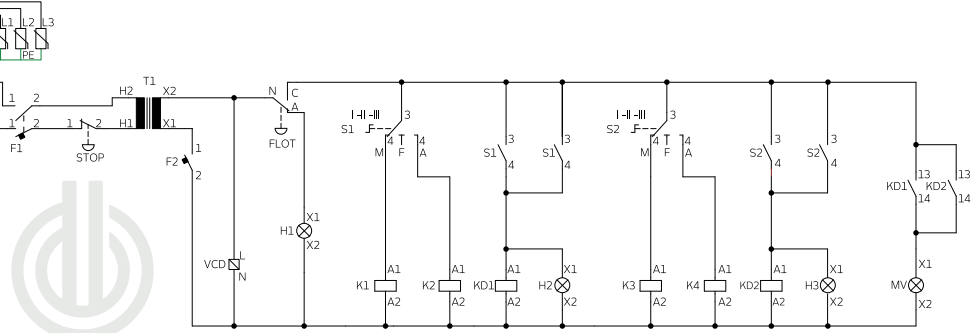 L1 L2 L3
PE
T1
1 2 H2 X2 N C
A
1 2 1 2 H1 X1
F1
STOP
FLOT
F2 1
2
I -II -III
S1
3
4 4
M F A
S1 3
4
S1 3
4
I -II -III
S2
3
4 4
M F A
S2 3
4
S2 3
4
KD1 13
14
KD2 13
14
VCD L
N
H1 X1
X2
K1 A1
A2
K2 A1
A2
KD1 A1
A2
H2 X1
X2
K3 A1
A2
K4 A1
A2
KD2 A1
A2
H3 X1
X2
MV X1
X2